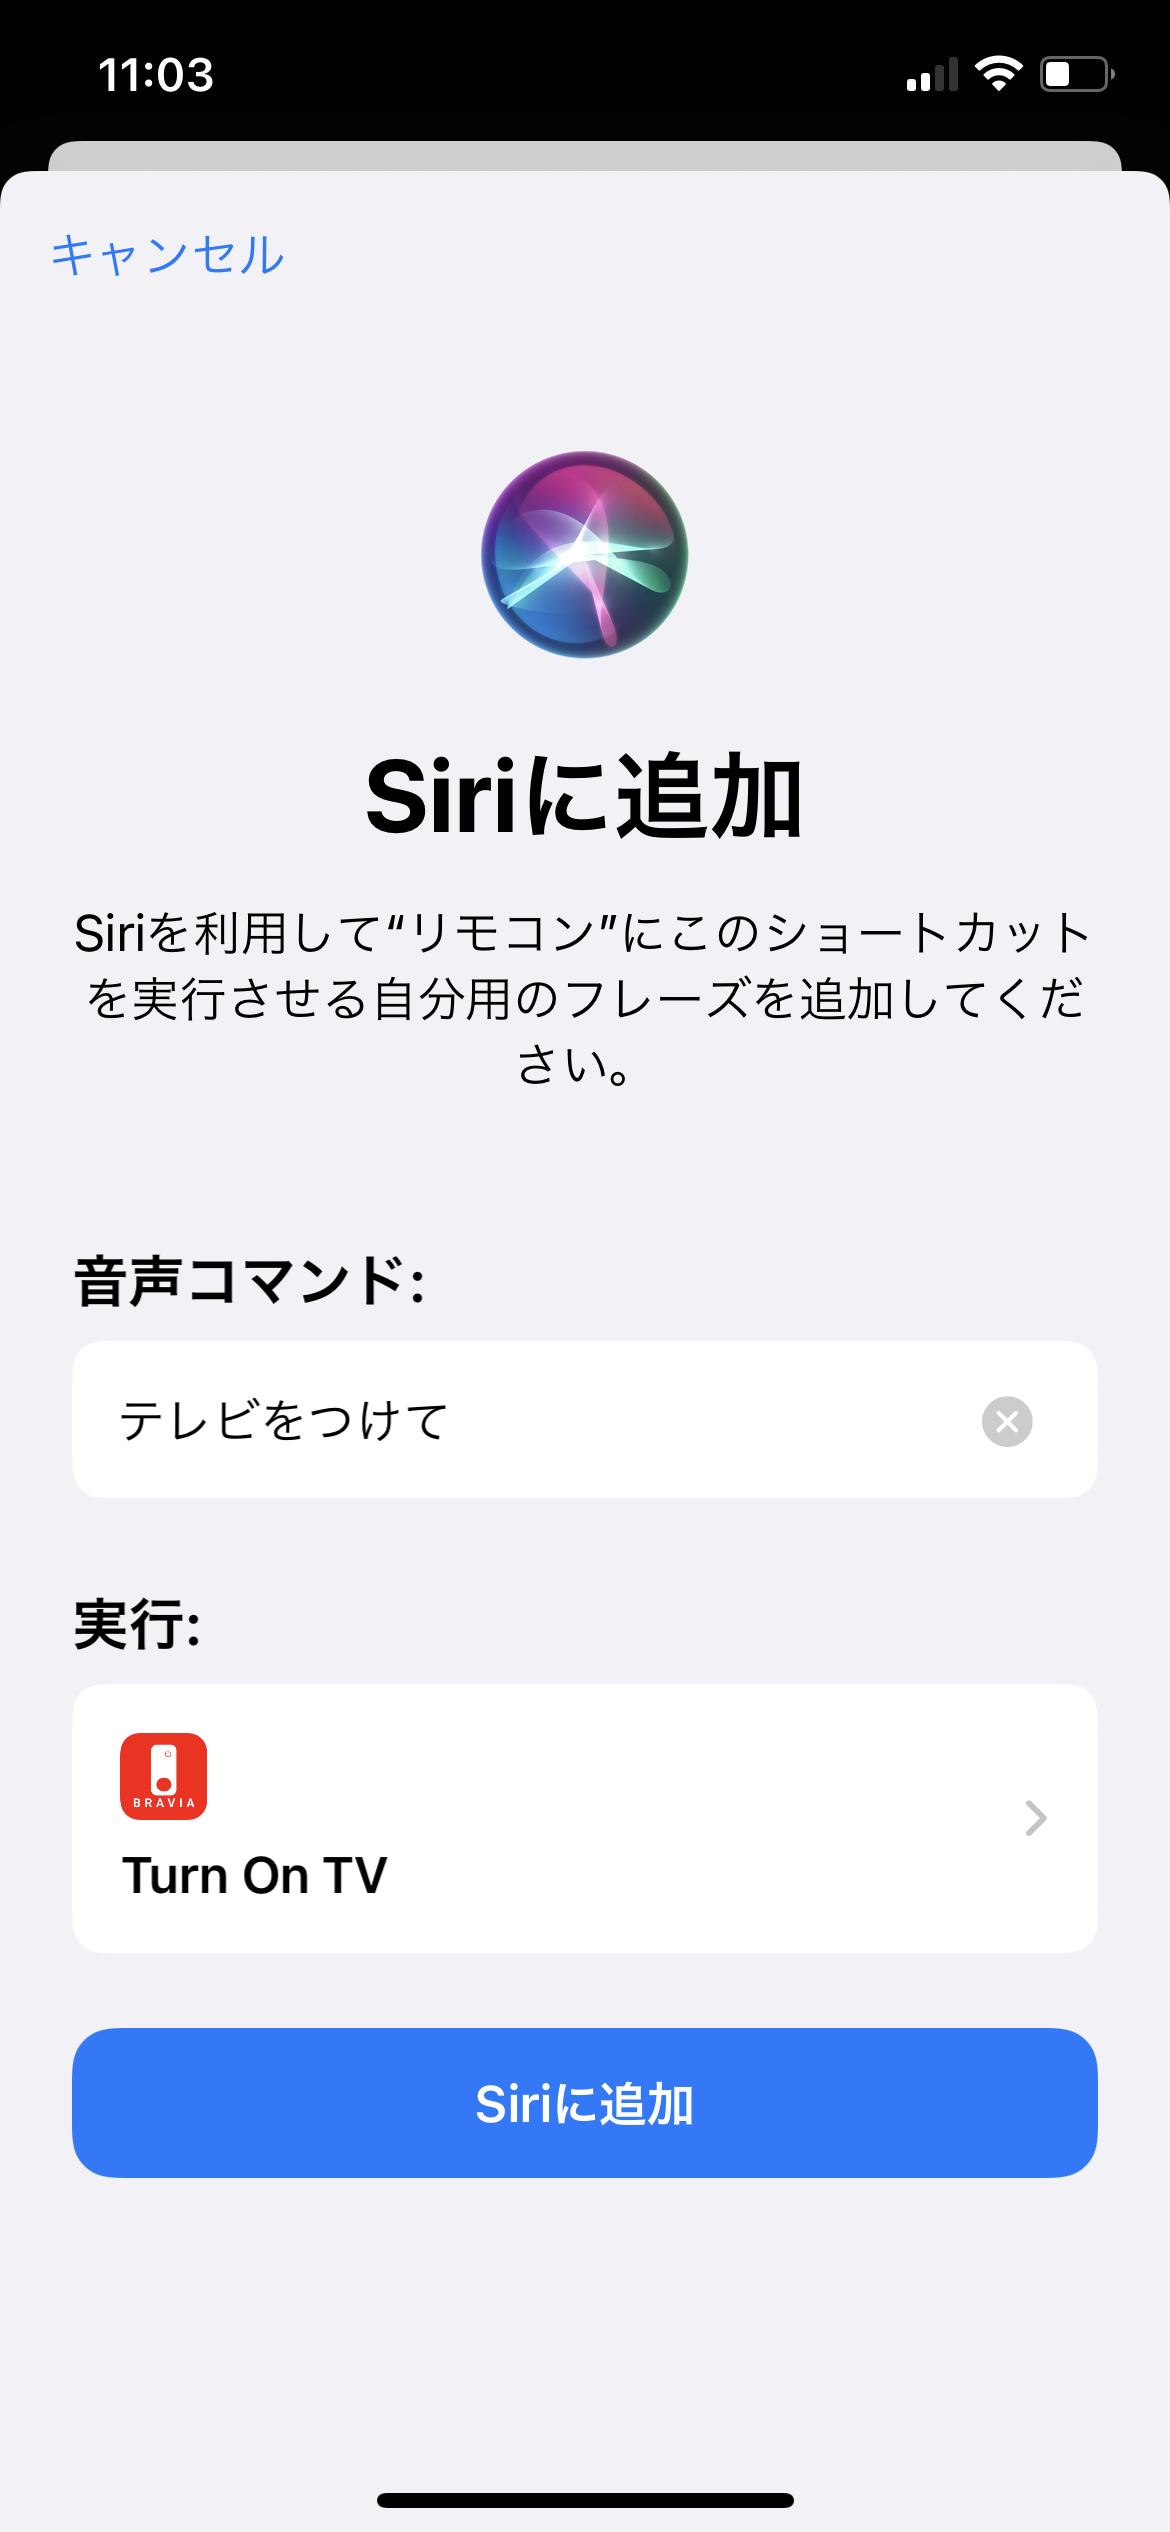 11:03
キャンセル
Siriに追加
Siriを利用して“リモコン”にこのショートカット
を実行させる自分用のフレーズを追加してくだ
さい。
音声コマンド:
テレビをつけて
実行:
BRAVIA
Turn On TV
Siriに追加